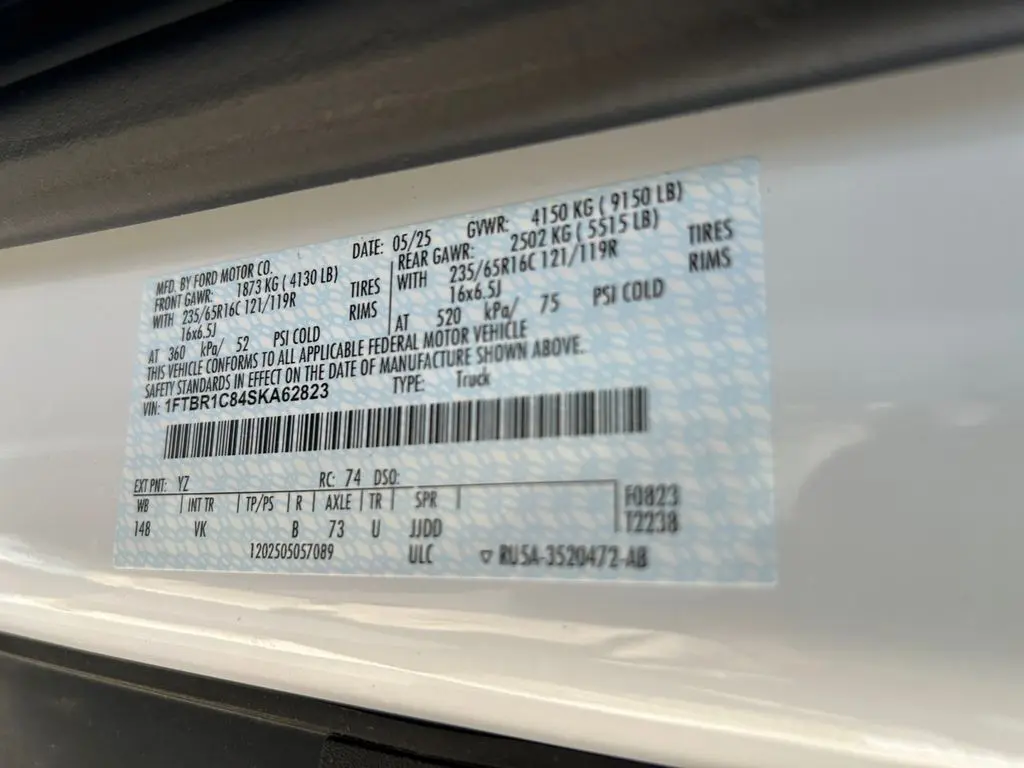 MFD. BY FORD MOTOR CO. DATE: 05/25 GVWR: 4150 KG ( 9150 LB)
FRONT GAWR: 1873 KG ( 4130 LB) REAR GAWR: 2502 KG ( 5515 LB)
WITH 235/65R16C 121/119R TIRES WITH 235/65R16C 121/119R TIRES
16x6.5J RIMS 16x6.5J RIMS
AT 360 kPa/ 52 PSI COLD AT 520 kPa/ 75 PSI COLD
THIS VEHICLE CONFORMS TO ALL APPLICABLE FEDERAL MOTOR VEHICLE
SAFETY STANDARDS IN EFFECT ON THE DATE OF MANUFACTURE SHOWN ABOVE.
VIN: 1FTBR1C84SKA62823 TYPE: Truck
EXT PNT: YZ RC: 74 DSO:
WB INT TR TP/PS R AXLE TR SPR F0823
148 VK B 73 U JJDD T2238
1202505057089 ULC ▽ RU5A-3520472-AB